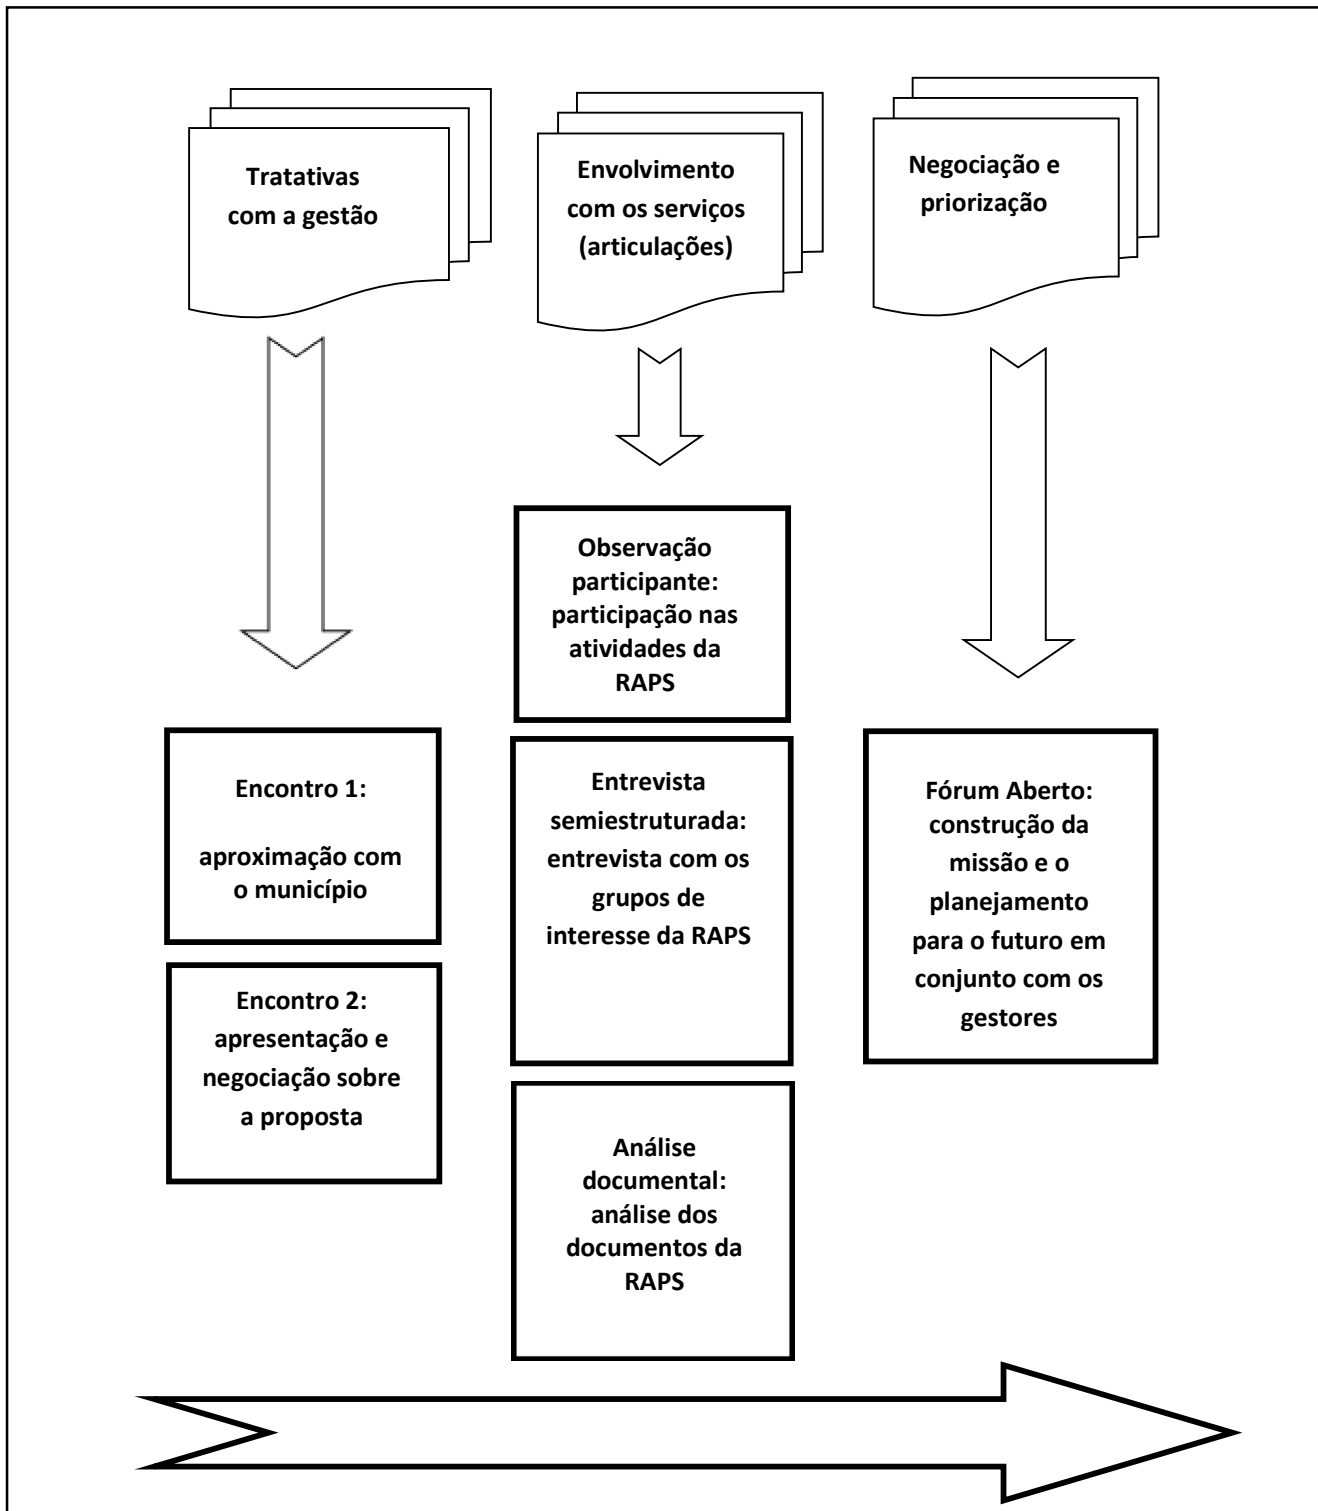 Tratativas
com a gestão
Envolvimento
com os serviços
(articulações)
Negociação e
priorização
Encontro 1:
aproximação com
o município
Encontro 2:
apresentação e
negociação sobre
a proposta
Observação
participante:
participação nas
atividades da
RAPS
Entrevista
semiestruturada:
entrevista com os
grupos de
interesse da RAPS
Análise
documental:
análise dos
documentos da
RAPS
Fórum Aberto:
construção da
missão e o
planejamento
para o futuro em
conjunto com os
gestores